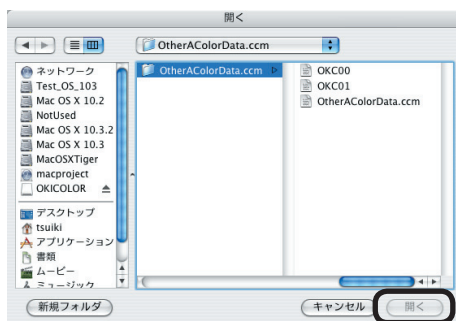 開く
OtherAColorData.ccm
ネットワーク
Test_OS_103
Mac OS X 10.2
NotUsed
Mac OS X 10.3.2
Mac OS X 10.3
MacOSXTiger
macproject
OKICOLOR
デスクトップ
tsuiki
アプリケーション
書類
ムービー
ミュージック
OtherAColorData.ccm
OKC00
OKC01
OtherAColorData.ccm
新規フォルダ
キャンセル
開く